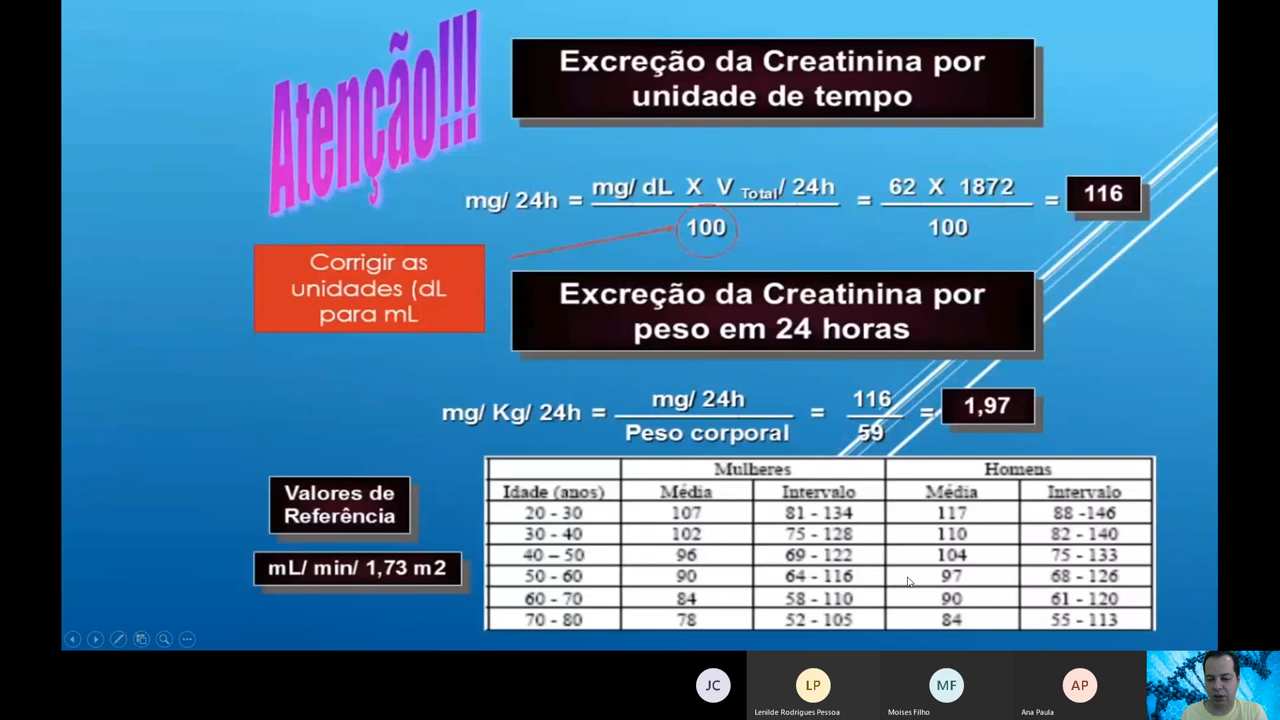 Atenção!!!
Excreção da Creatinina por
unidade de tempo
mg/ 24h = mg/ dL X V Total/ 24h = 62 X 1872 = 116
100 100
Corrigir as
unidades (dL
para mL
Excreção da Creatinina por
peso em 24 horas
mg/ Kg/ 24h = mg/ 24h = 116 = 1,97
Peso corporal 59
Valores de
Referência
mL/ min/ 1,73 m2
Mulheres Homens
Idade (anos) Média Intervalo Média Intervalo
20 - 30 107 81 - 134 117 88 -146
30 - 40 102 75 - 128 110 82 - 140
40 – 50 96 69 - 122 104 75 - 133
50 - 60 90 64 - 116 97 68 - 126
60 - 70 84 58 - 110 90 61 - 120
70 - 80 78 52 - 105 84 55 - 113
JC LP MF AP
Lenilde Rodrigues Pessoa Moises Filho Ana Paula